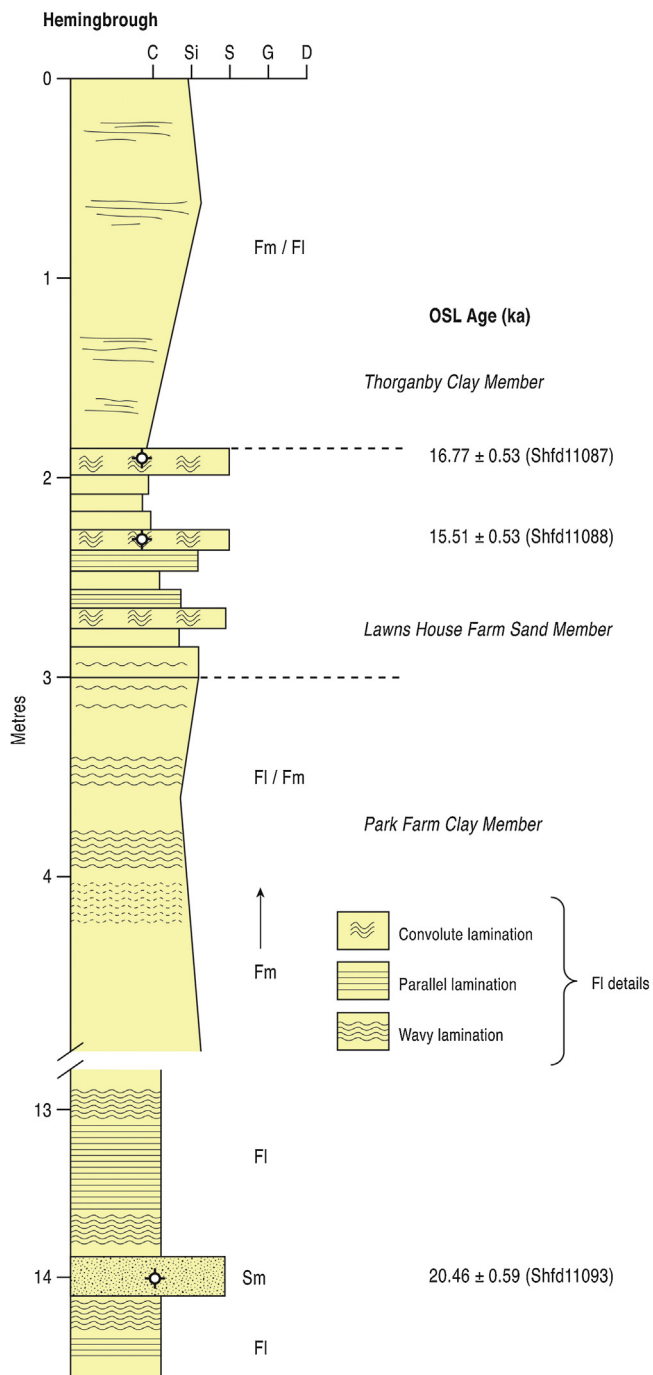 Hemingbrough
C Si S G D
0
Fm / Fl
1
OSL Age (ka)
Thorganby Clay Member
16.77 ± 0.53 (Shfd11087)
2
15.51 ± 0.53 (Shfd11088)
Lawns House Farm Sand Member
3
Metres
Fl / Fm
Park Farm Clay Member
4
Convolute lamination
Fm
Parallel lamination
Fl details
Wavy lamination
13
Fl
14
Sm
20.46 ± 0.59 (Shfd11093)
Fl